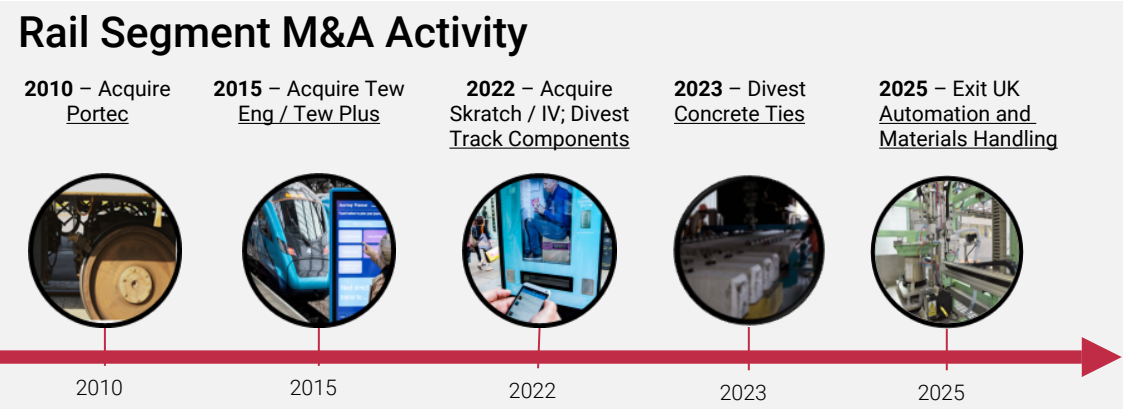 Rail Segment M&A Activity
2010 – Acquire
Portec
2015 – Acquire Tew
Eng / Tew Plus
2022 – Acquire
Skratch / IV; Divest
Track Components
2023 – Divest
Concrete Ties
2025 – Exit UK
Automation and
Materials Handling
2010
2015
2022
2023
2025